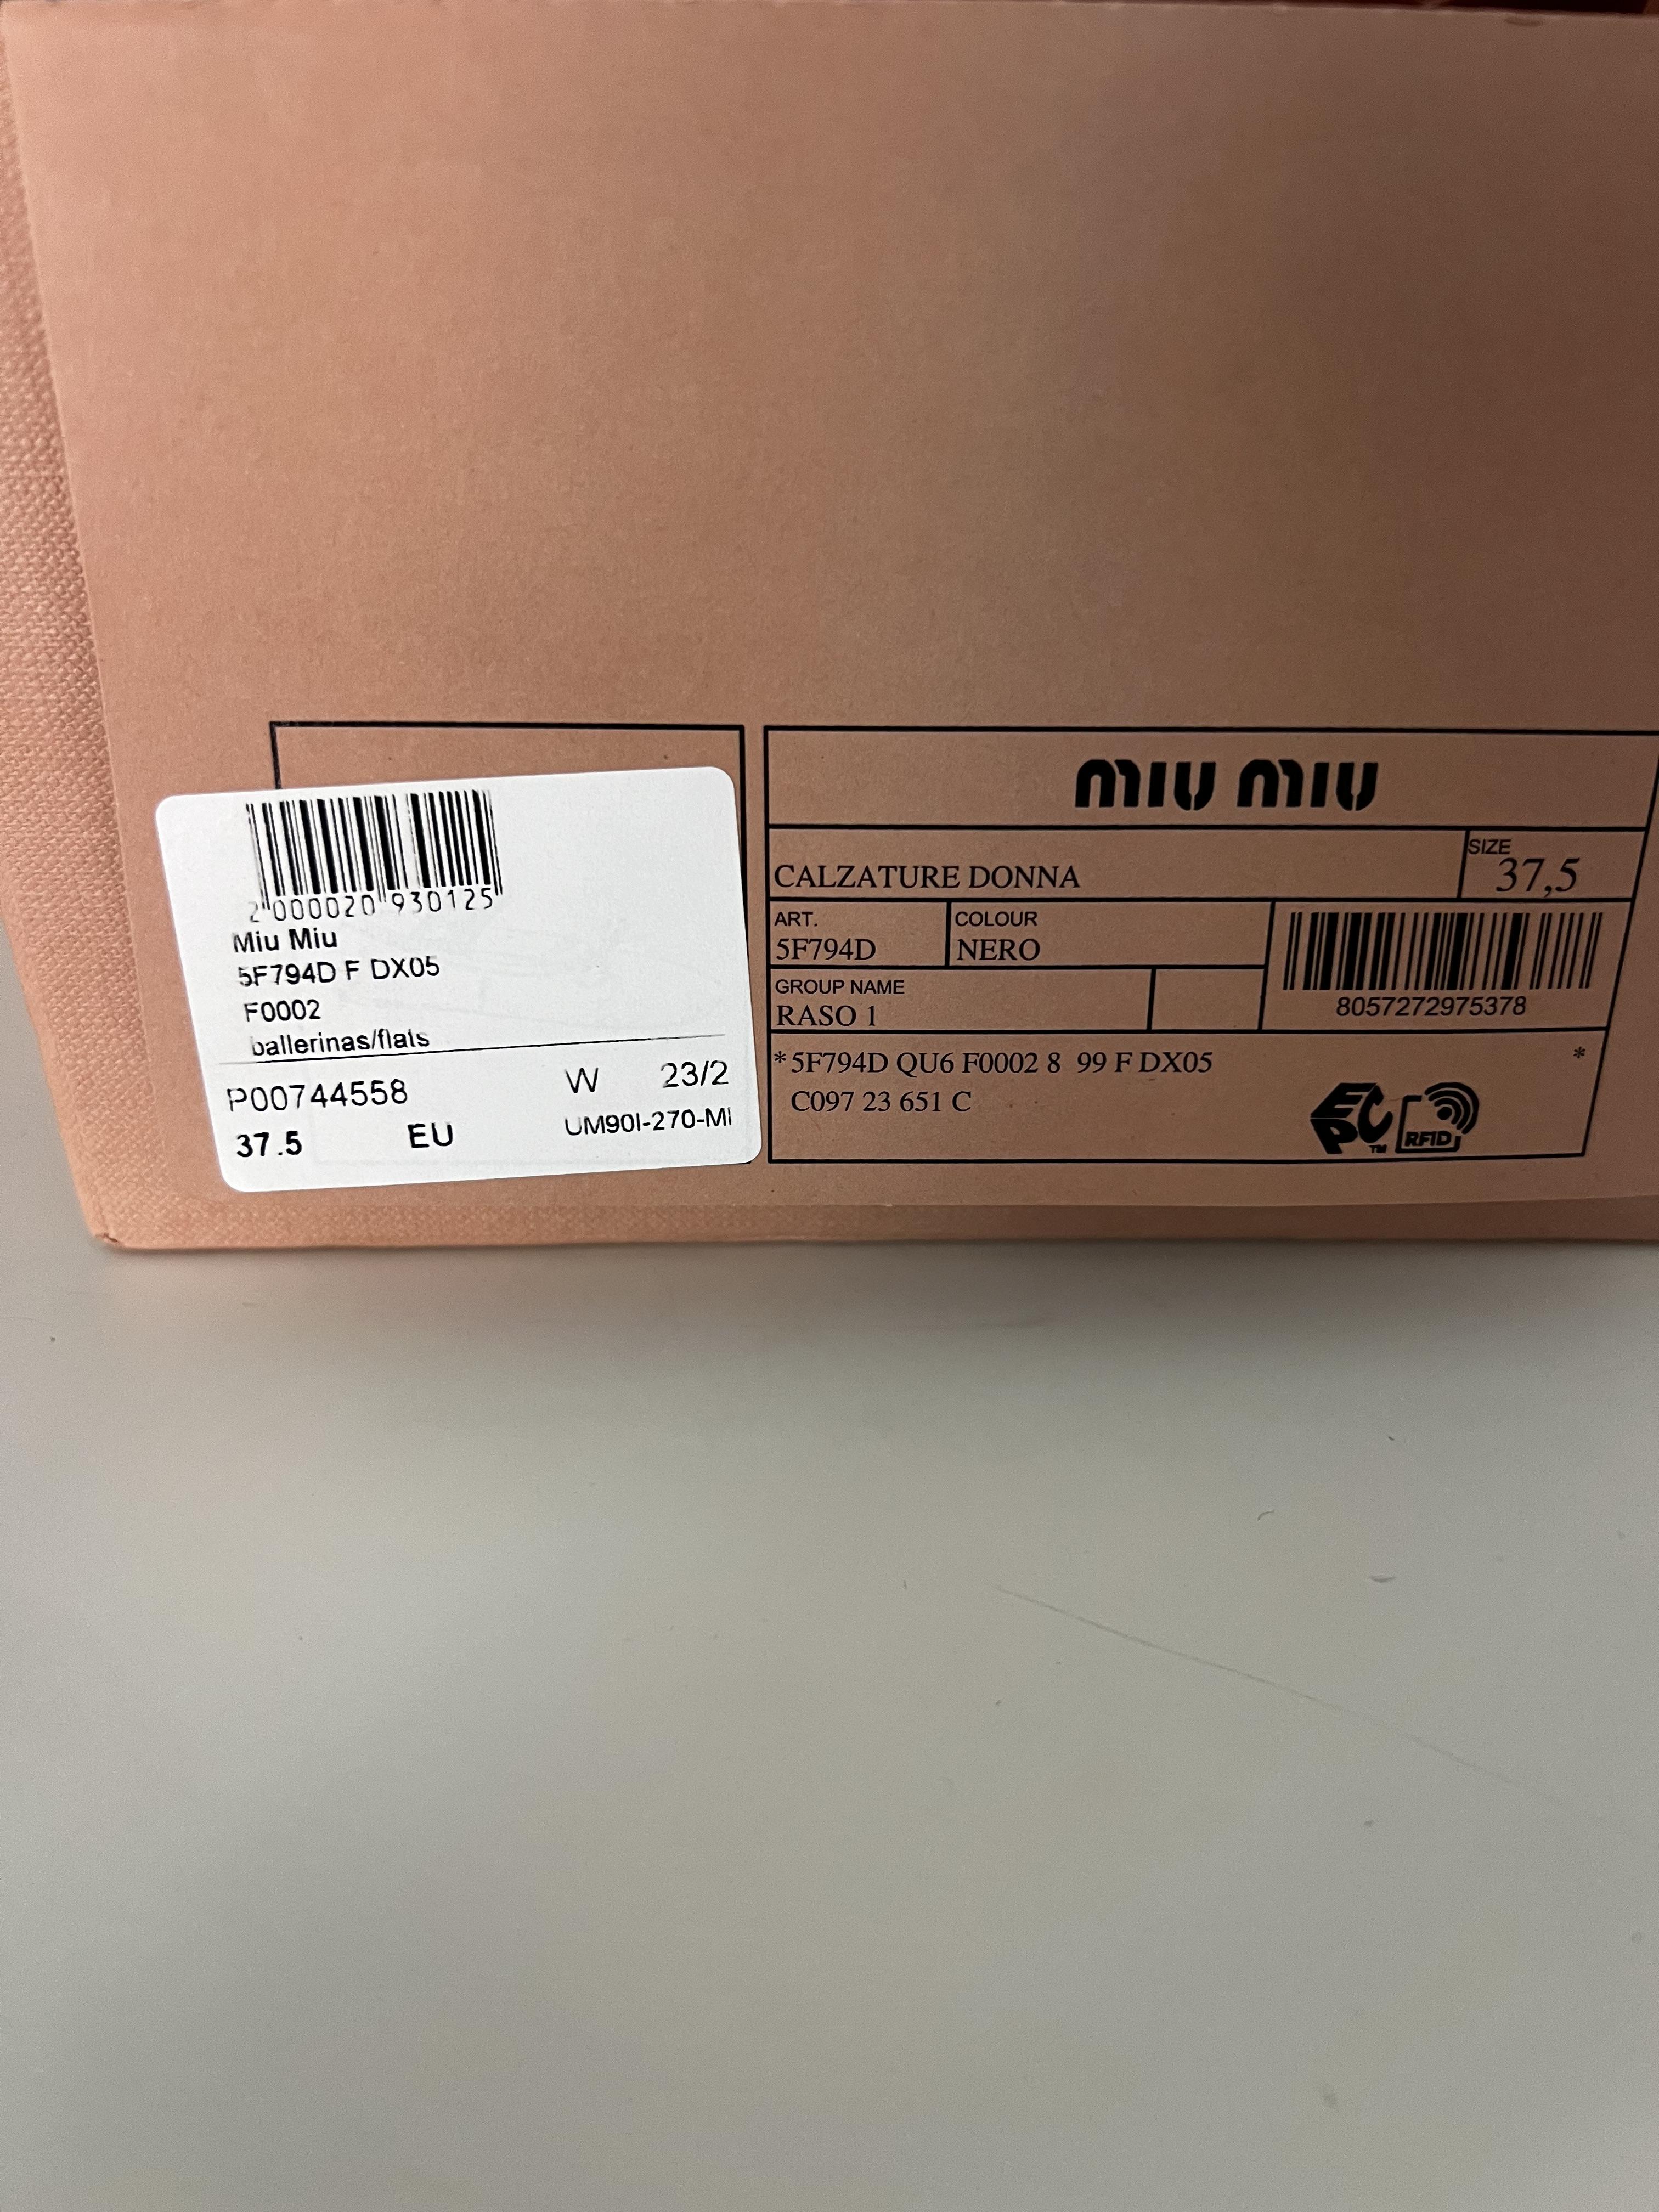 2 000020 930125
Miu Miu
5F794D F DX05
F0002
ballerinas/flats
P00744558 W 23/2
37.5 EU UM90I-270-MI
miu miu
CALZATURE DONNA
SIZE
37,5
ART.
5F794D
COLOUR
NERO
GROUP NAME
RASO 1
8057272975378
*5F794D QU6 F0002 8 99 F DX05 *
C097 23 651 C
EPC™ RFID